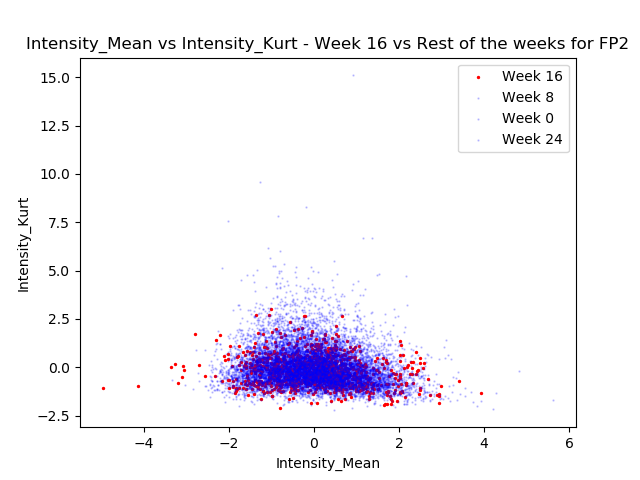 Intensity_Mean vs Intensity_Kurt - Week 16 vs Rest of the weeks for FP2
Week 16
Week 8
Week 0
Week 24
15.0
12.5
10.0
7.5
5.0
2.5
0.0
−2.5
Intensity_Kurt
−4
−2
0
2
4
6
Intensity_Mean